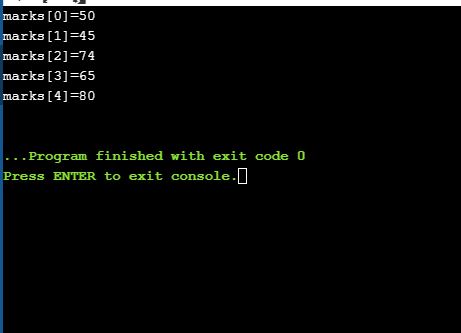 marks[0]=50
marks[1]=45
marks[2]=74
marks[3]=65
marks[4]=80
...Program finished with exit code 0
Press ENTER to exit console.